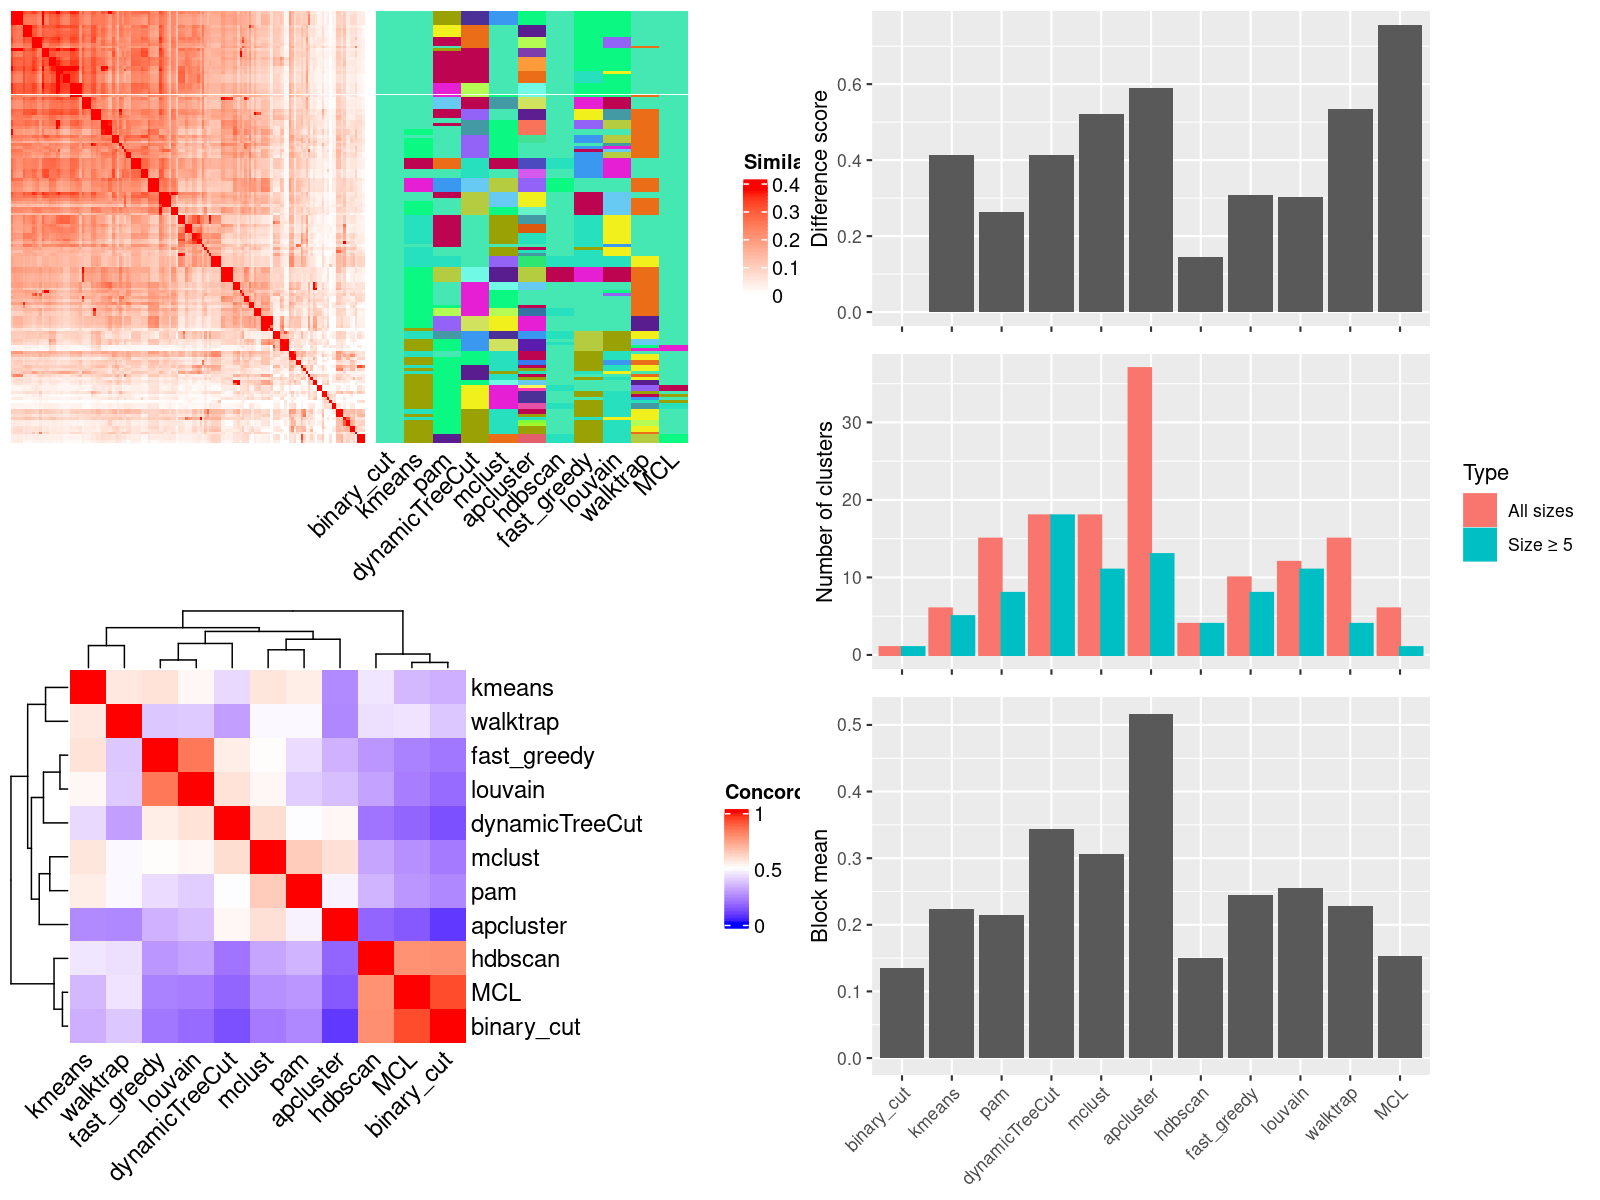 Simila
0.4
0.3
0.2
0.1
0
binary_cut
kmeans
pam
dynamicTreeCut
mclust
apcluster
hdbscan
fast_greedy
louvain
walktrap
MCL
kmeans
walktrap
fast_greedy
louvain
dynamicTreeCut
mclust
pam
apcluster
hdbscan
MCL
binary_cut
kmeans
walktrap
fast_greedy
louvain
dynamicTreeCut
mclust
pam
apcluster
hdbscan
MCL
binary_cut
Concord
1
0.5
0
Difference score
0.6
0.4
0.2
0.0
Number of clusters
30
20
10
0
Type
All sizes
Size ≥ 5
Block mean
0.5
0.4
0.3
0.2
0.1
0.0
binary_cut
kmeans
pam
dynamicTreeCut
mclust
apcluster
hdbscan
fast_greedy
louvain
walktrap
MCL